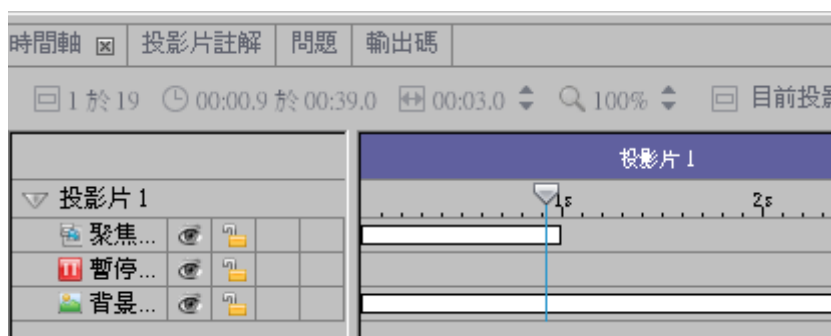 時間軸 投影片註解 問題 輸出碼
1 於 19 00:00.9 於 00:39.0 00:03.0 100% 目前投影
投影片 1
投影片 1 1s 2s
聚焦...
暫停...
背景...